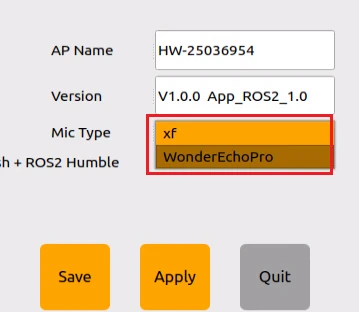 AP Name HW-25036954
Version V1.0.0 App_ROS2_1.0
Mic Type xf
sh + ROS2 Humble WonderEchoPro
Save Apply Quit